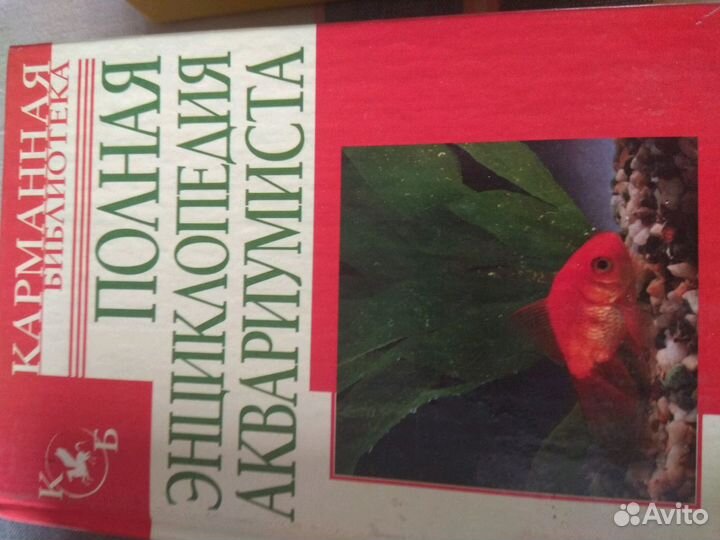 КАРМАННАЯ
БИБЛИОТЕКА
К Б
ПОЛНАЯ
ЭНЦИКЛОПЕДИЯ
АКВАРИУМИСТА
Avito